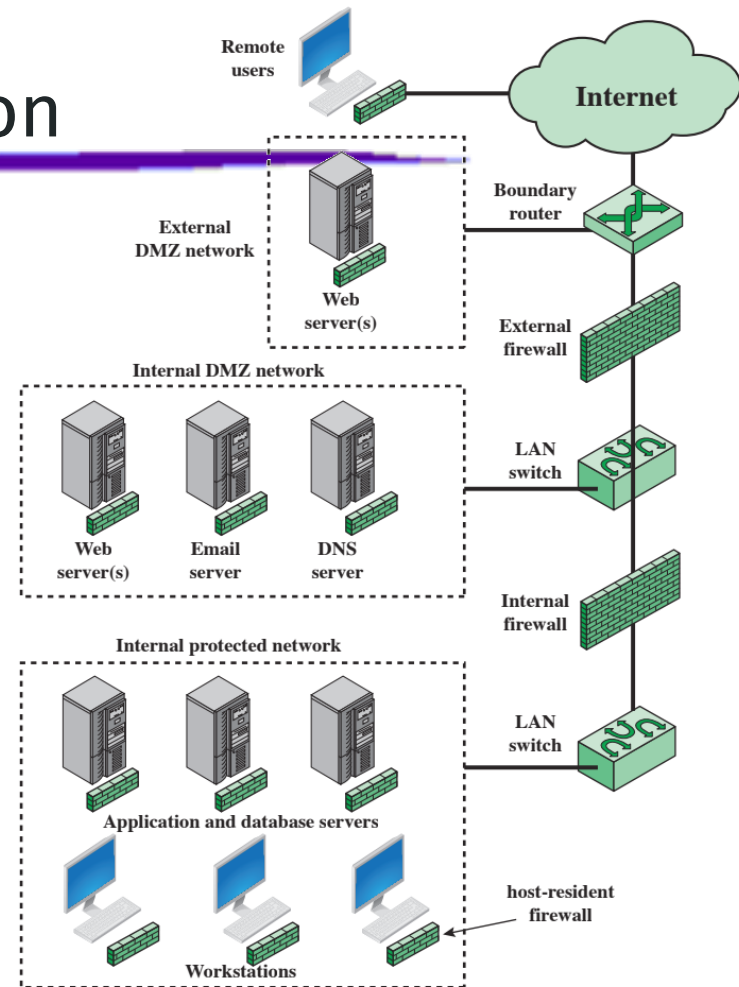 on
Remote
users
Internet
Boundary
router
External
DMZ network
Web
server(s)
External
firewall
Internal DMZ network
LAN
switch
Web
server(s)
Email
server
DNS
server
Internal
firewall
Internal protected network
LAN
switch
Application and database servers
host-resident
firewall
Workstations